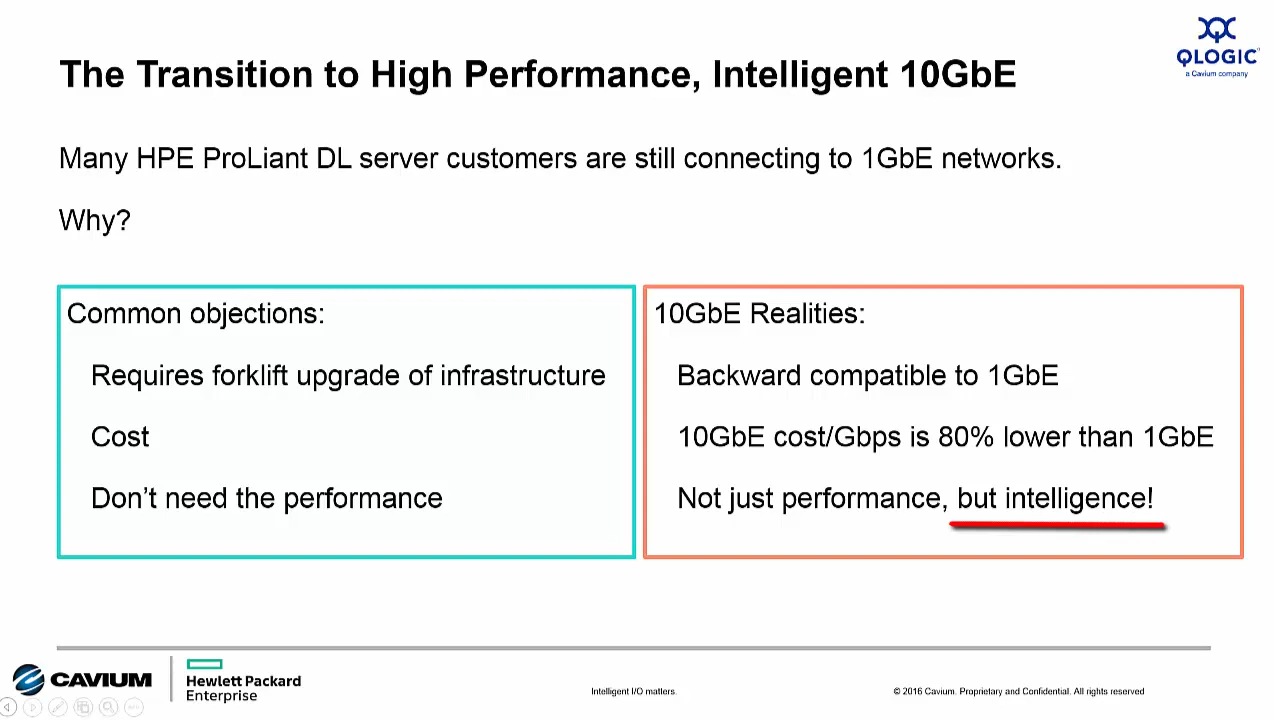 QLOGIC
a Cavium company
The Transition to High Performance, Intelligent 10GbE
Many HPE ProLiant DL server customers are still connecting to 1GbE networks.
Why?
Common objections:
Requires forklift upgrade of infrastructure
Cost
Don't need the performance
10GbE Realities:
Backward compatible to 1GbE
10GbE cost/Gbps is 80% lower than 1GbE
Not just performance, but intelligence!
CAVIUM
Hewlett Packard
Enterprise
Intelligent I/O matters.
© 2016 Cavium. Proprietary and Confidential. All rights reserved